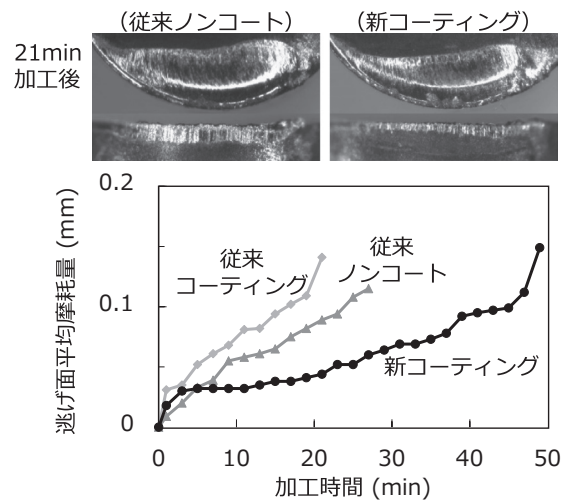 （従来ノンコート）
（新コーティング）
21min
加工後
逃げ面平均摩耗量 (mm)
0.2
0.1
0
従来
コーティング
従来
ノンコート
新コーティング
0
10
20
30
40
50
加工時間 (min)